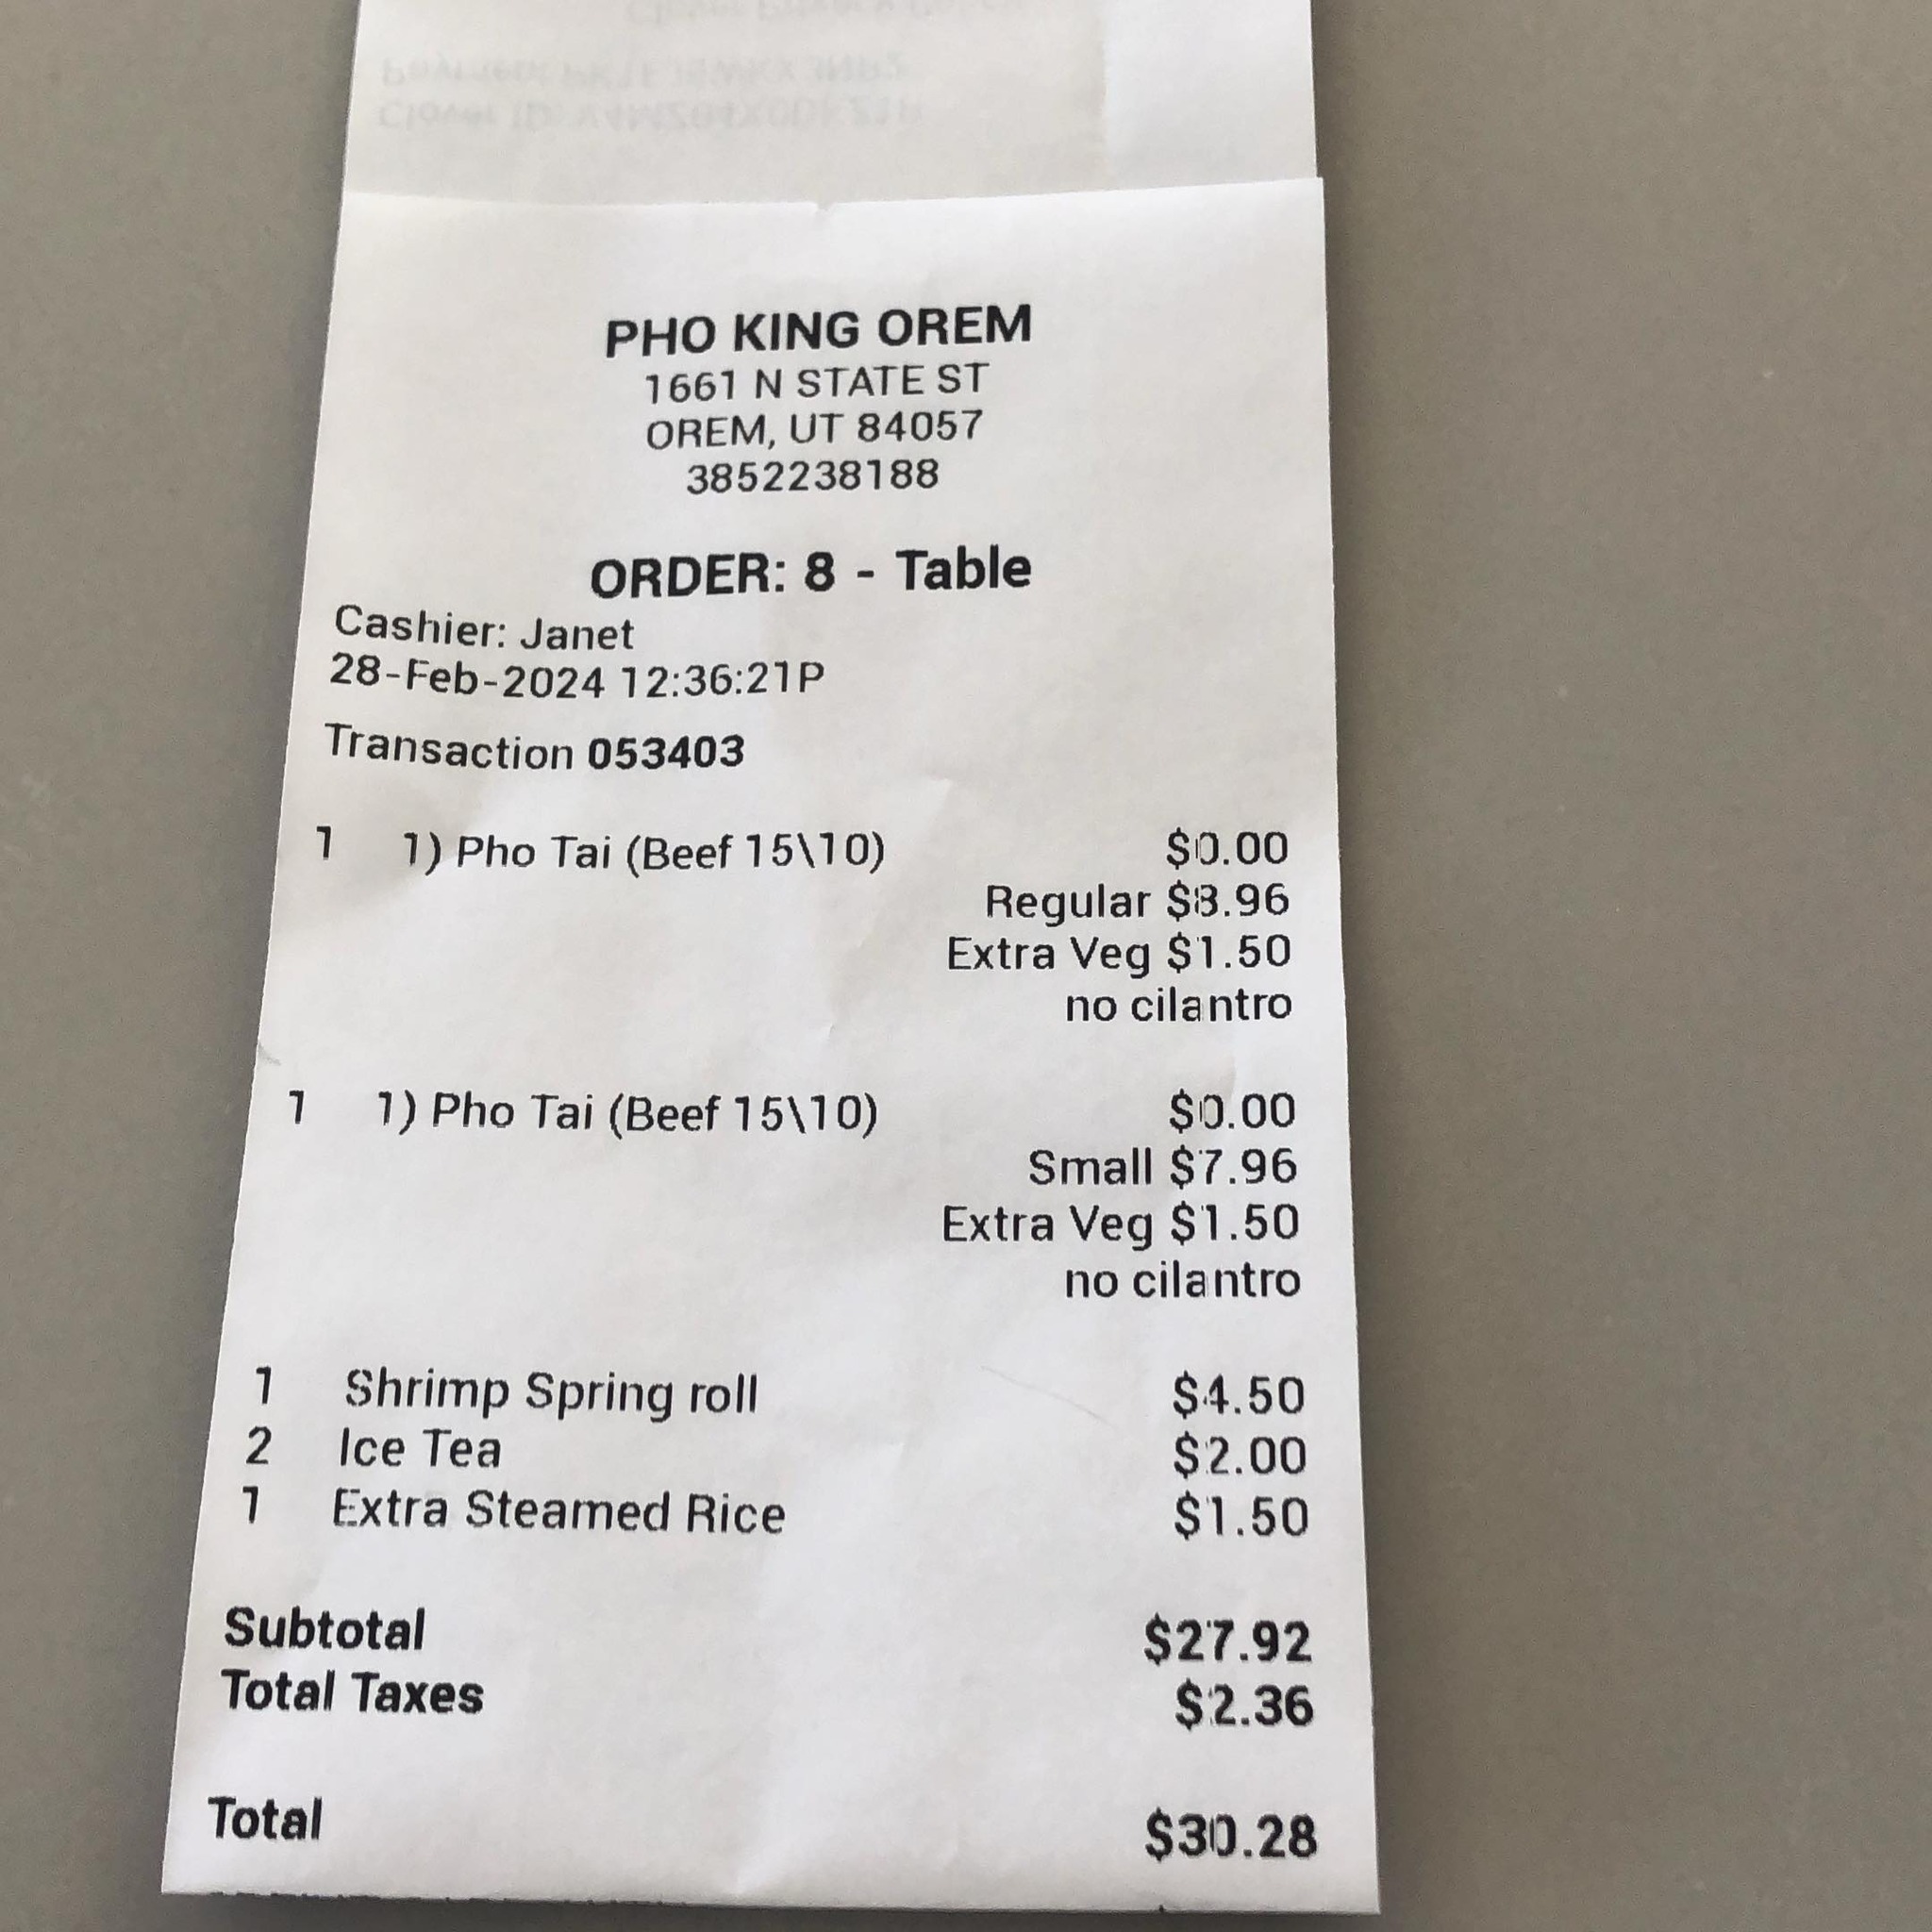 PHO KING OREM
1661 N STATE ST
OREM, UT 84057
3852238188
ORDER: 8 - Table
Cashier: Janet
28-Feb-2024 12:36:21P
Transaction 053403
1 1) Pho Tai (Beef 15\10) $0.00
Regular $8.96
Extra Veg $1.50
no cilantro
1 1) Pho Tai (Beef 15\10) $0.00
Small $7.96
Extra Veg $1.50
no cilantro
1 Shrimp Spring roll $4.50
2 Ice Tea $2.00
1 Extra Steamed Rice $1.50
Subtotal $27.92
Total Taxes $2.36
Total $30.28